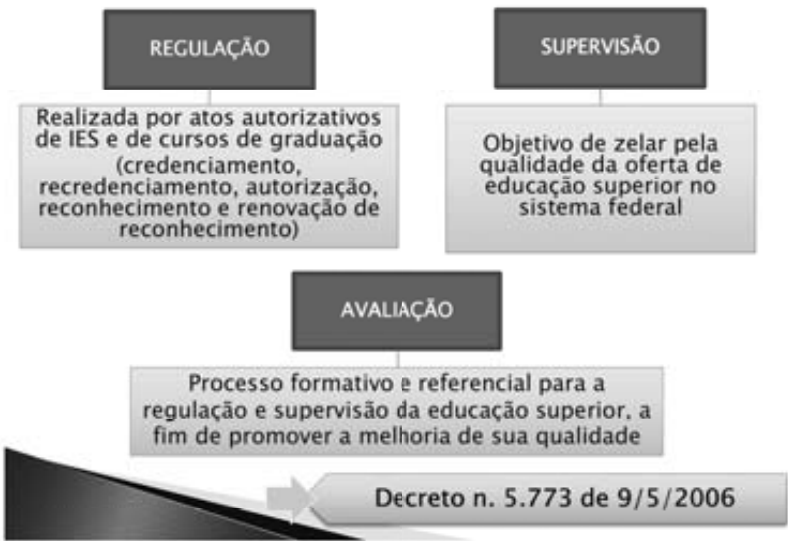 REGULAÇÃO
Realizada por atos autorizativos
de IES e de cursos de graduação
(credenciamento,
recredenciamento, autorização,
reconhecimento e renovação de
reconhecimento)
SUPERVISÃO
Objetivo de zelar pela
qualidade da oferta de
educação superior no
sistema federal
AVALIAÇÃO
Processo formativo e referencial para a
regulação e supervisão da educação superior, a
fim de promover a melhoria de sua qualidade
Decreto n. 5.773 de 9/5/2006